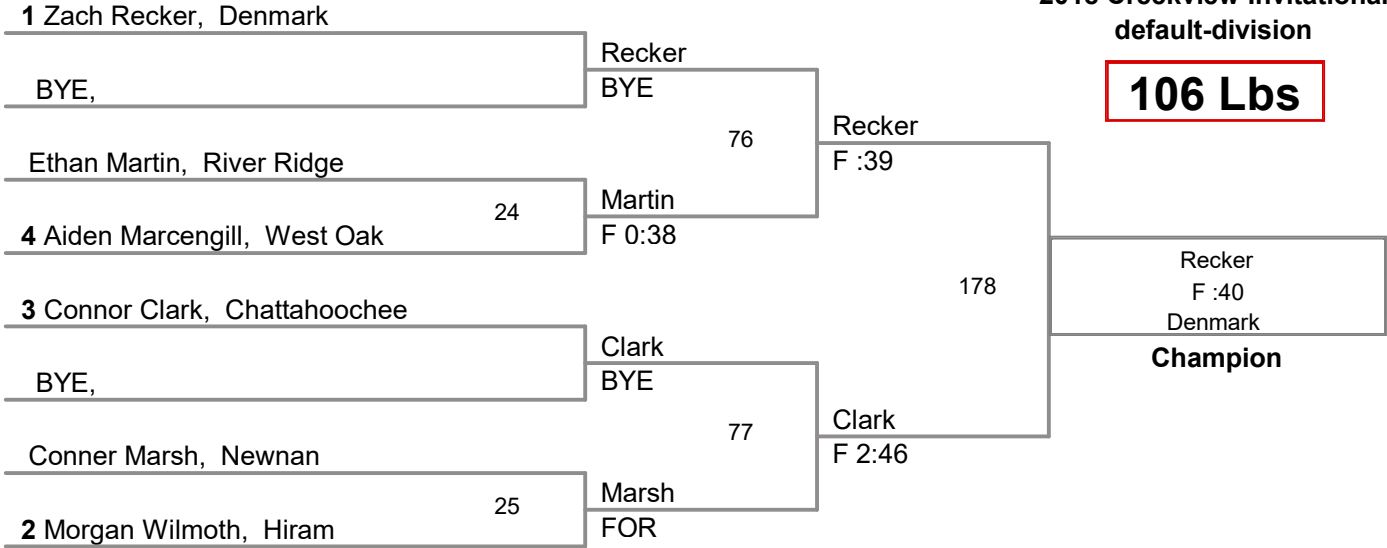 1 Zach Recker, Denmark
default-division
Recker
BYE,
BYE
106 Lbs
Recker
76
Ethan Martin, River Ridge
F :39
Martin
24
4 Aiden Marcengill, West Oak
F 0:38
Recker
178
F :40
3 Connor Clark, Chattahoochee
Denmark
Clark
Champion
BYE,
BYE
Clark
77
Conner Marsh, Newnan
F 2:46
Marsh
25
2 Morgan Wilmoth, Hiram
FOR